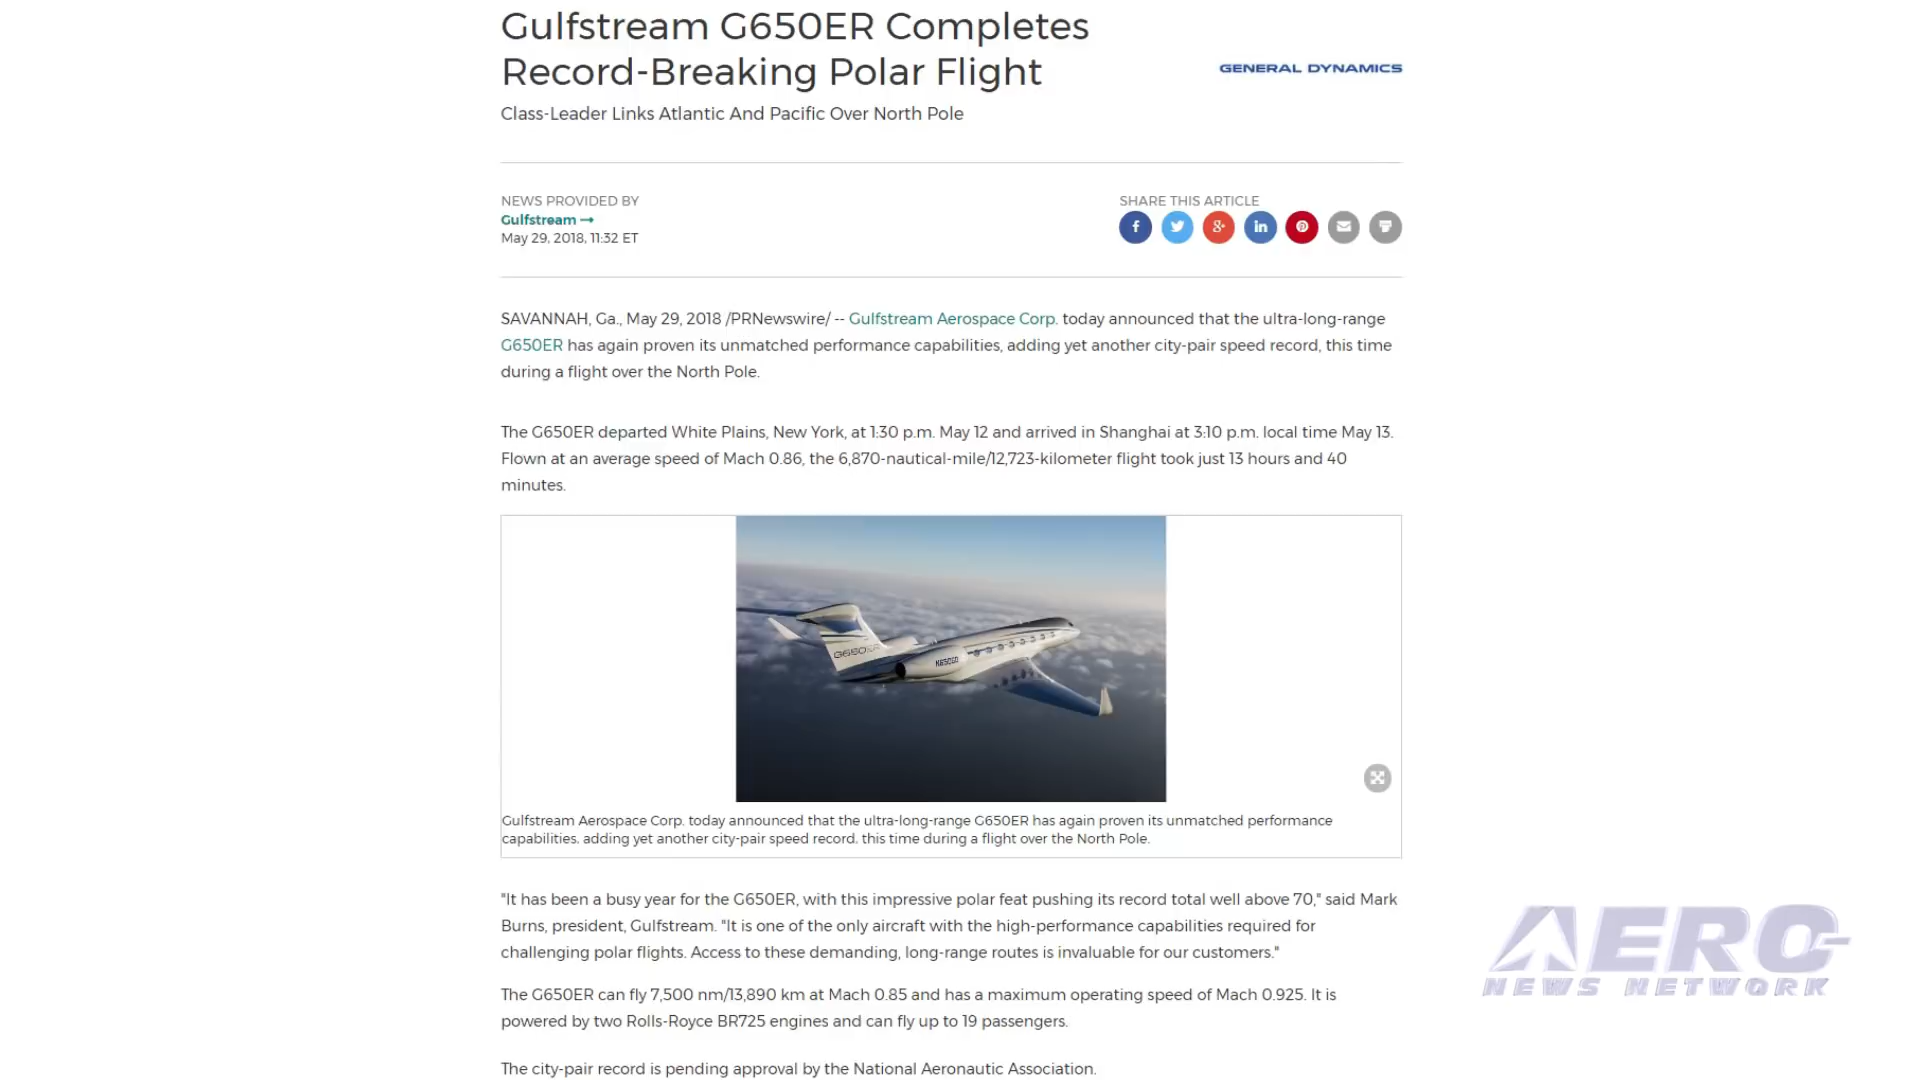 Gulfstream G650ER Completes
Record-Breaking Polar Flight
GENERAL DYNAMICS
Class-Leader Links Atlantic And Pacific Over North Pole
NEWS PROVIDED BY
Gulfstream →
May 29, 2018, 11:32 ET
SHARE THIS ARTICLE
SAVANNAH, Ga., May 29, 2018 /PRNewswire/ -- Gulfstream Aerospace Corp. today announced that the ultra-long-range
G650ER has again proven its unmatched performance capabilities, adding yet another city-pair speed record, this time
during a flight over the North Pole.
The G650ER departed White Plains, New York, at 1:30 p.m. May 12 and arrived in Shanghai at 3:10 p.m. local time May 13.
Flown at an average speed of Mach 0.86, the 6,870-nautical-mile/12,723-kilometer flight took just 13 hours and 40
minutes.
G650ER
N650GD
Gulfstream Aerospace Corp. today announced that the ultra-long-range G650ER has again proven its unmatched performance
capabilities, adding yet another city-pair speed record, this time during a flight over the North Pole.
"It has been a busy year for the G650ER, with this impressive polar feat pushing its record total well above 70," said Mark
Burns, president, Gulfstream. "It is one of the only aircraft with the high-performance capabilities required for
challenging polar flights. Access to these demanding, long-range routes is invaluable for our customers."
The G650ER can fly 7,500 nm/13,890 km at Mach 0.85 and has a maximum operating speed of Mach 0.925. It is
powered by two Rolls-Royce BR725 engines and can fly up to 19 passengers.
The city-pair record is pending approval by the National Aeronautic Association.
AERO-
NEWS NETWORK